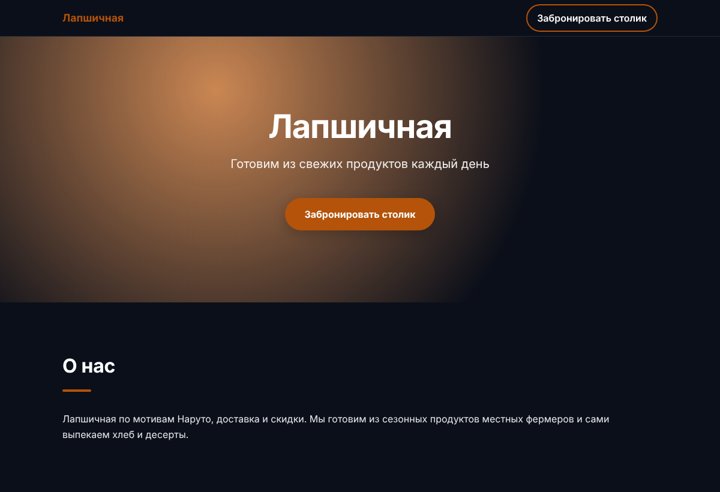 Лапшичная
Забронировать столик
Лапшичная
Готовим из свежих продуктов каждый день
Забронировать столик
О нас
Лапшичная по мотивам Наруто, доставка и скидки. Мы готовим из сезонных продуктов местных фермеров и сами
выпекаем хлеб и десерты.